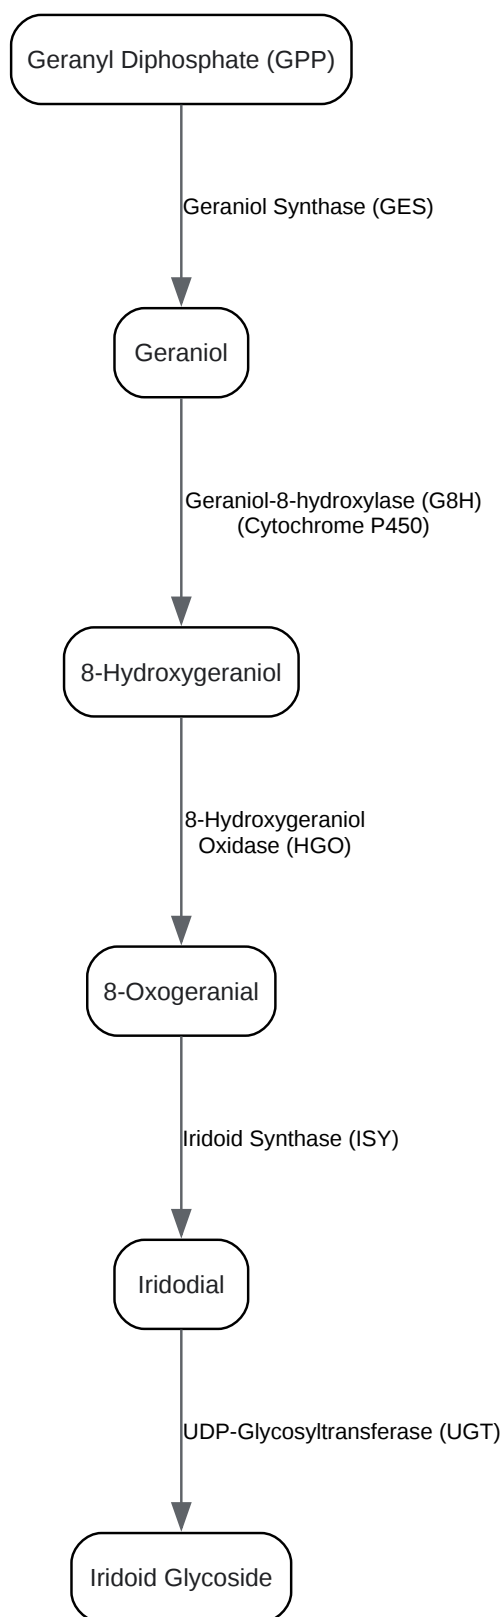 Geranyl Diphosphate (GPP)
Geraniol Synthase (GES)
Geraniol
Geraniol-8-hydroxylase (G8H)
(Cytochrome P450)
8-Hydroxygeraniol
8-Hydroxygeraniol
Oxidase (HGO)
8-Oxogeranial
Iridoid Synthase (ISY)
Iridodial
UDP-Glycosyltransferase (UGT)
Iridoid Glycoside